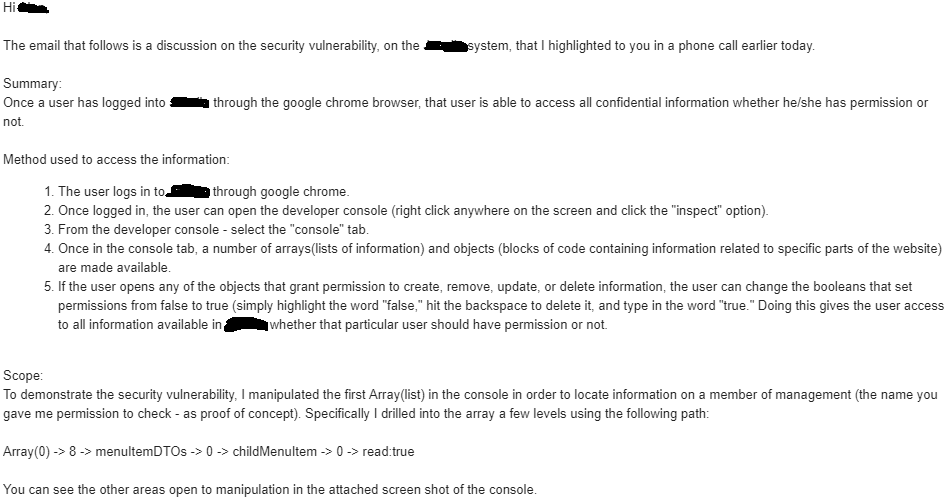 Hi
The email that follows is a discussion on the security vulnerability, on the system, that I highlighted to you in a phone call earlier today.
Summary:
Once a user has logged into through the google chrome browser, that user is able to access all confidential information whether he/she has permission or
not.
Method used to access the information:
1. The user logs in to through google chrome.
2. Once logged in, the user can open the developer console (right click anywhere on the screen and click the "inspect" option).
3. From the developer console - select the "console" tab.
4. Once in the console tab, a number of arrays(lists of information) and objects (blocks of code containing information related to specific parts of the website)
are made available.
5. If the user opens any of the objects that grant permission to create, remove, update, or delete information, the user can change the booleans that set
permissions from false to true (simply highlight the word "false," hit the backspace to delete it, and type in the word "true." Doing this gives the user access
to all information available in whether that particular user should have permission or not.
Scope:
To demonstrate the security vulnerability, I manipulated the first Array(list) in the console in order to locate information on a member of management (the name you
gave me permission to check - as proof of concept). Specifically I drilled into the array a few levels using the following path:
Array(0) -> 8 -> menuItemDTOs -> 0 -> childMenuItem -> 0 -> read:true
You can see the other areas open to manipulation in the attached screen shot of the console.